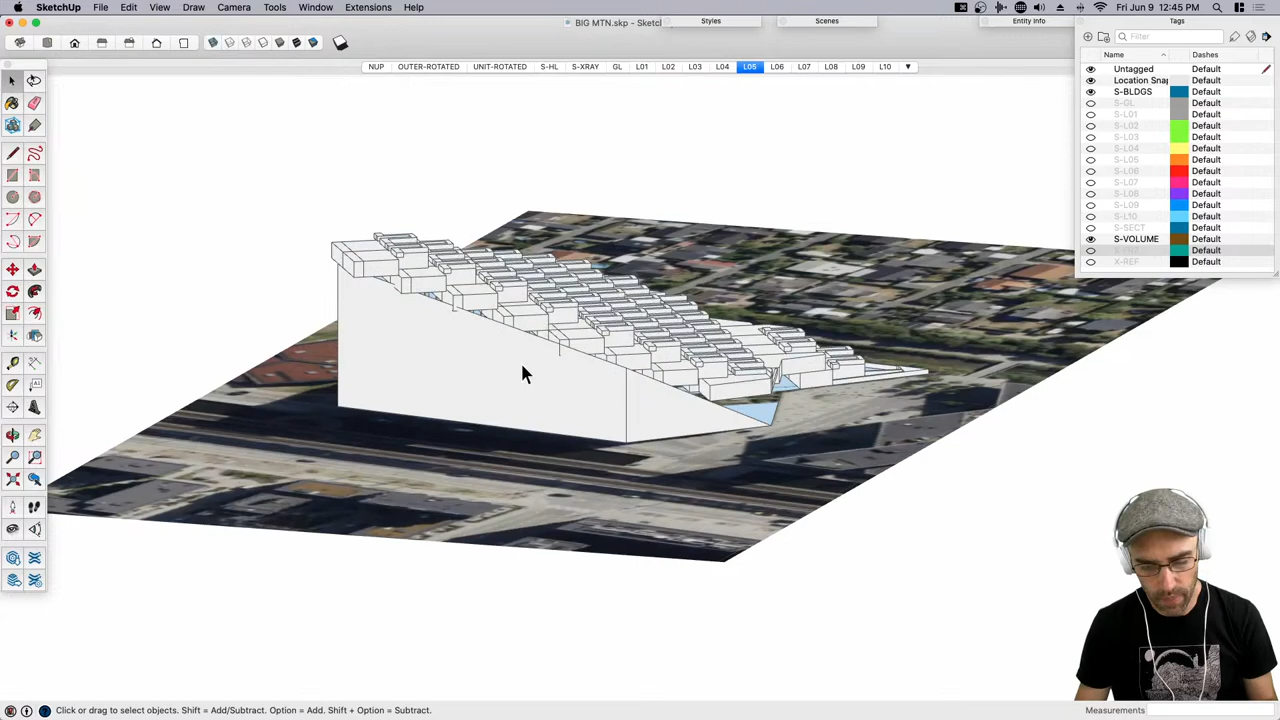 SketchUp File Edit View Draw Camera Tools Window Extensions Help
Fri Jun 9 12:45 PM
BIG MTN.skp - Sketc
Styles
Scenes
Entity Info
Tags
NUP OUTER-ROTATED UNIT-ROTATED S-HL S-XRAY GL L01 L02 L03 L04 L05 L06 L07 L08 L09 L10
Filter
Name Dashes
Untagged Default
Location Snap Default
S-BLDGS Default
S-GL Default
S-L01 Default
S-L02 Default
S-L03 Default
S-L04 Default
S-L05 Default
S-L06 Default
S-L07 Default
S-L08 Default
S-L09 Default
S-L10 Default
S-SECT Default
S-VOLUME Default
Default
X-REF Default
Click or drag to select objects. Shift = Add/Subtract. Option = Add. Shift + Option = Subtract.
Measurements